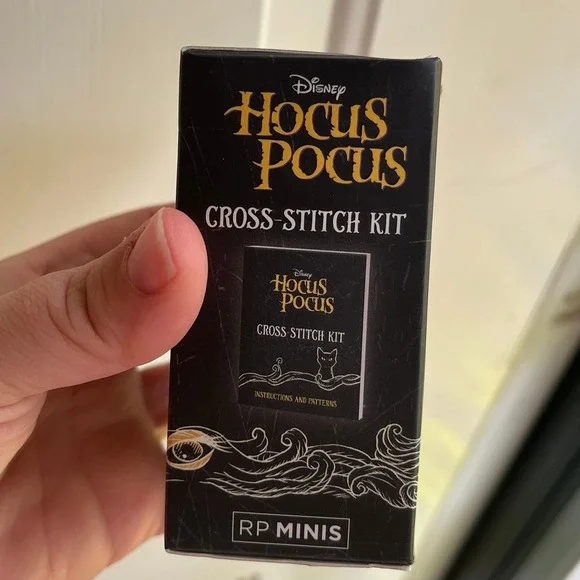 Disney
HOCUS
POCUS
CROSS-STITCH KIT
Disney
HOCUS
POCUS
CROSS STITCH KIT
INSTRUCTIONS AND PATTERNS
RP MINIS